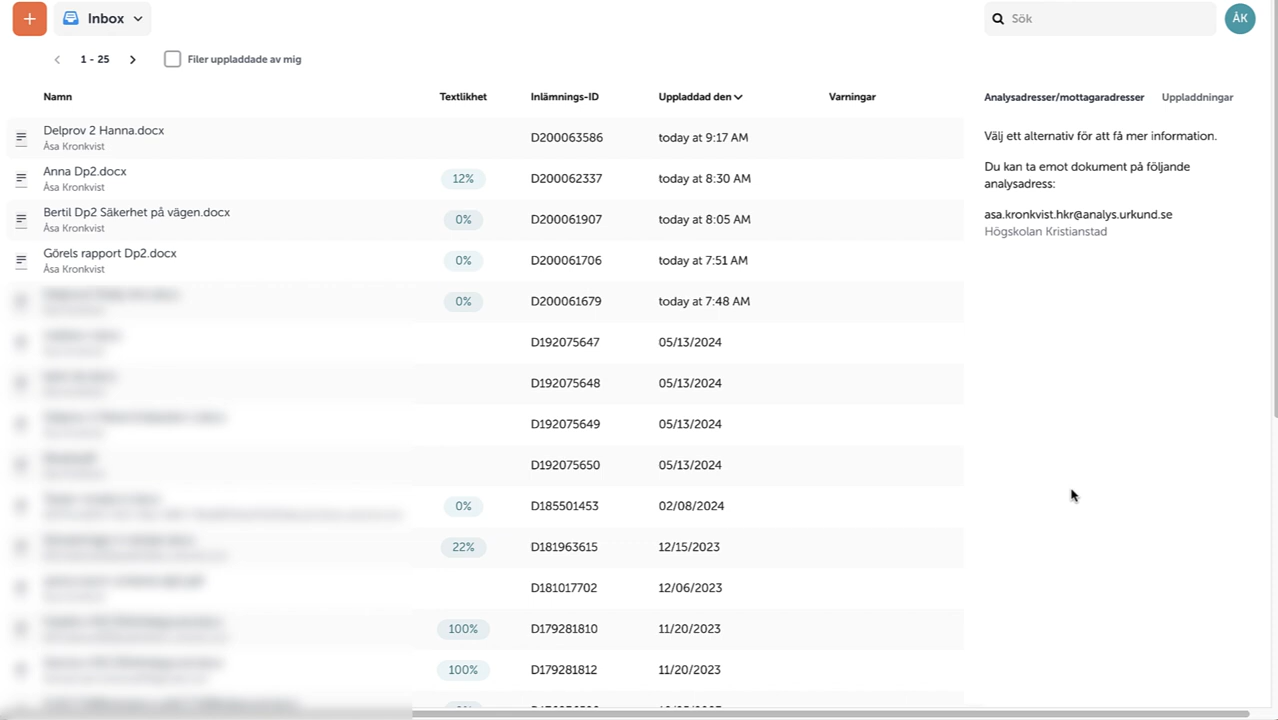 + Inbox
Sök
ÅK
1 - 25
Filer uppladdade av mig
Namn Textlikhet Inlämnings-ID Uppladdad den Varningar
Delprov 2 Hanna.docx D200063586 today at 9:17 AM
Åsa Kronkvist
Anna Dp2.docx 12% D200062337 today at 8:30 AM
Åsa Kronkvist
Bertil Dp2 Säkerhet på vägen.docx 0% D200061907 today at 8:05 AM
Åsa Kronkvist
Görels rapport Dp2.docx 0% D200061706 today at 7:51 AM
Åsa Kronkvist
0% D200061679 today at 7:48 AM
D192075647 05/13/2024
D192075648 05/13/2024
D192075649 05/13/2024
D192075650 05/13/2024
0% D185501453 02/08/2024
22% D181963615 12/15/2023
D181017702 12/06/2023
100% D179281810 11/20/2023
100% D179281812 11/20/2023
Analysadresser/mottagaradresser Uppladdningar
Välj ett alternativ för att få mer information.
Du kan ta emot dokument på följande
analysadress:
asa.kronkvist.hkr@analys.urkund.se
Högskolan Kristianstad